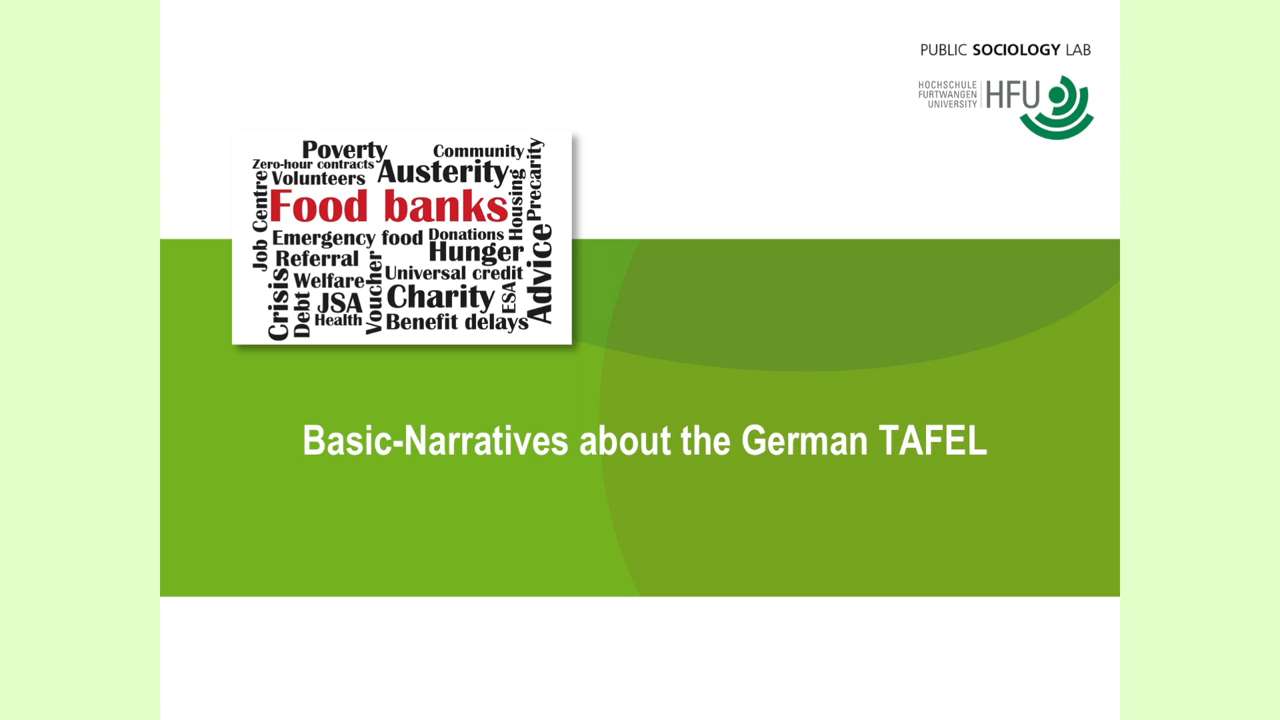 PUBLIC SOCIOLOGY LAB
HOCHSCHULE
FURTWANGEN
UNIVERSITY
HFU
Poverty
Community
Zero-hour contracts
Austerity
Volunteers
Food banks
Job Centre
Housing
Precarity
Emergency food
Donations
Referral
Hunger
Advice
Universal credit
Welfare
Voucher
Crisis
Debt
JSA
Charity
ESA
Health
Benefit delays
Basic-Narratives about the German TAFEL